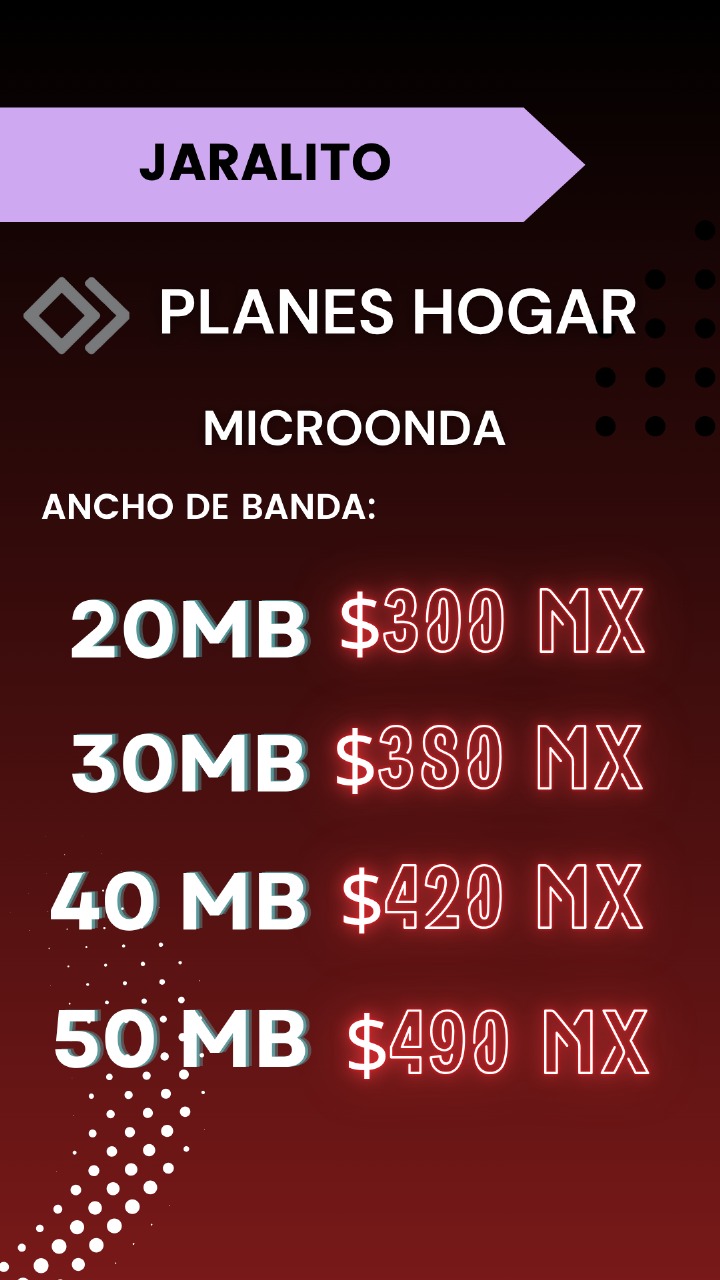 JARALITO
PLANES HOGAR
MICROONDA
ANCHO DE BANDA:
20MB $300 MX
30MB $380 MX
40 MB $420 MX
50 MB $490 MX